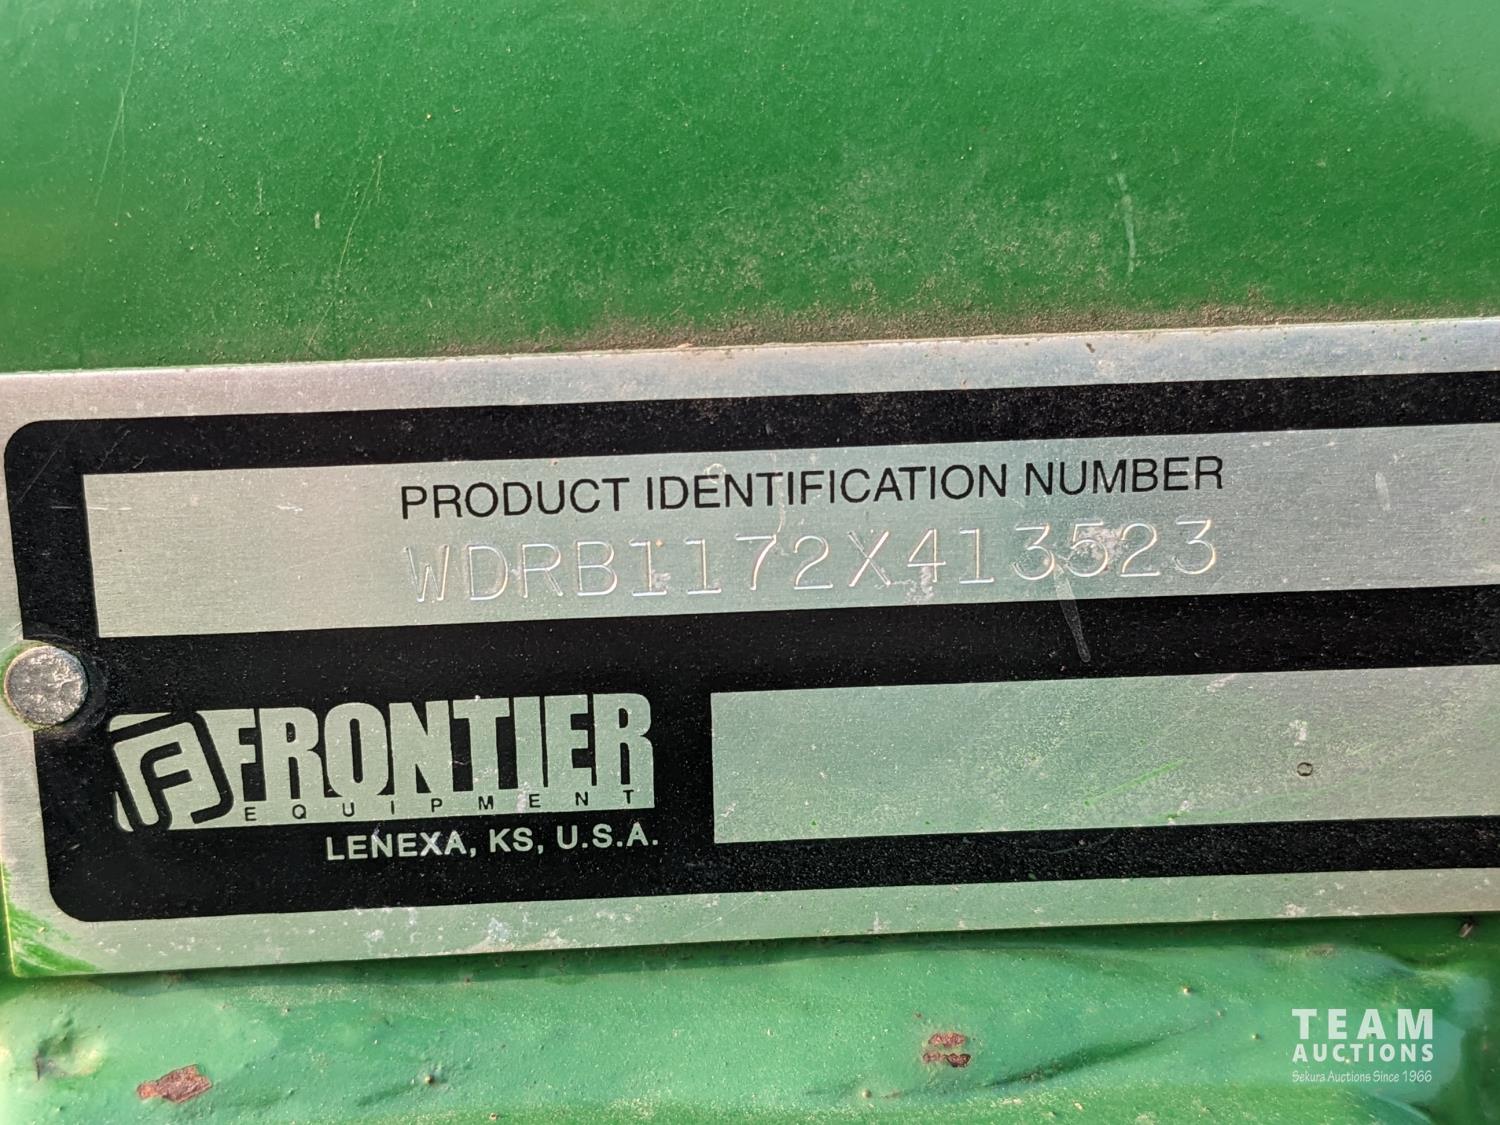 PRODUCT IDENTIFICATION NUMBER
WDRB1172X413523
F FRONTIER
EQUIPMENT
LENEXA, KS, U.S.A.
TEAM
AUCTIONS
Sekura Auctions Since 1966